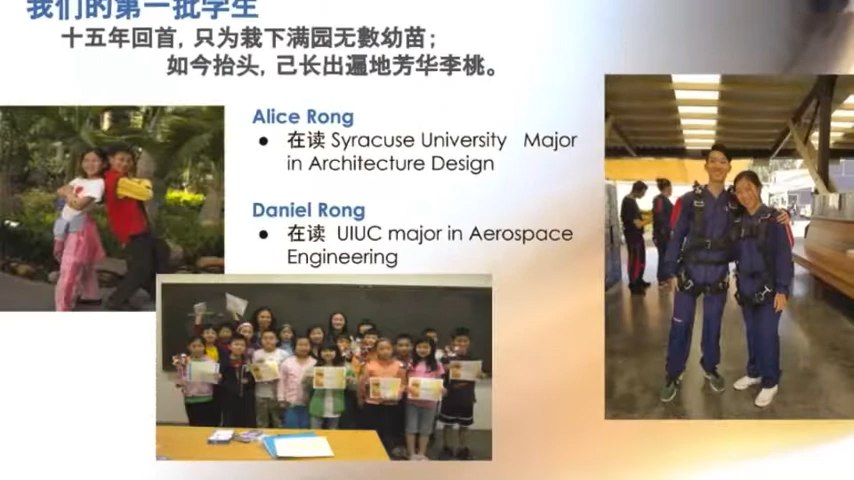 我们的第一批学生
十五年回首，只为栽下满园无數幼苗；
如今抬头，己长出遍地芳华李桃。
Alice Rong
● 在读 Syracuse University Major
in Architecture Design
Daniel Rong
● 在读 UIUC major in Aerospace
Engineering